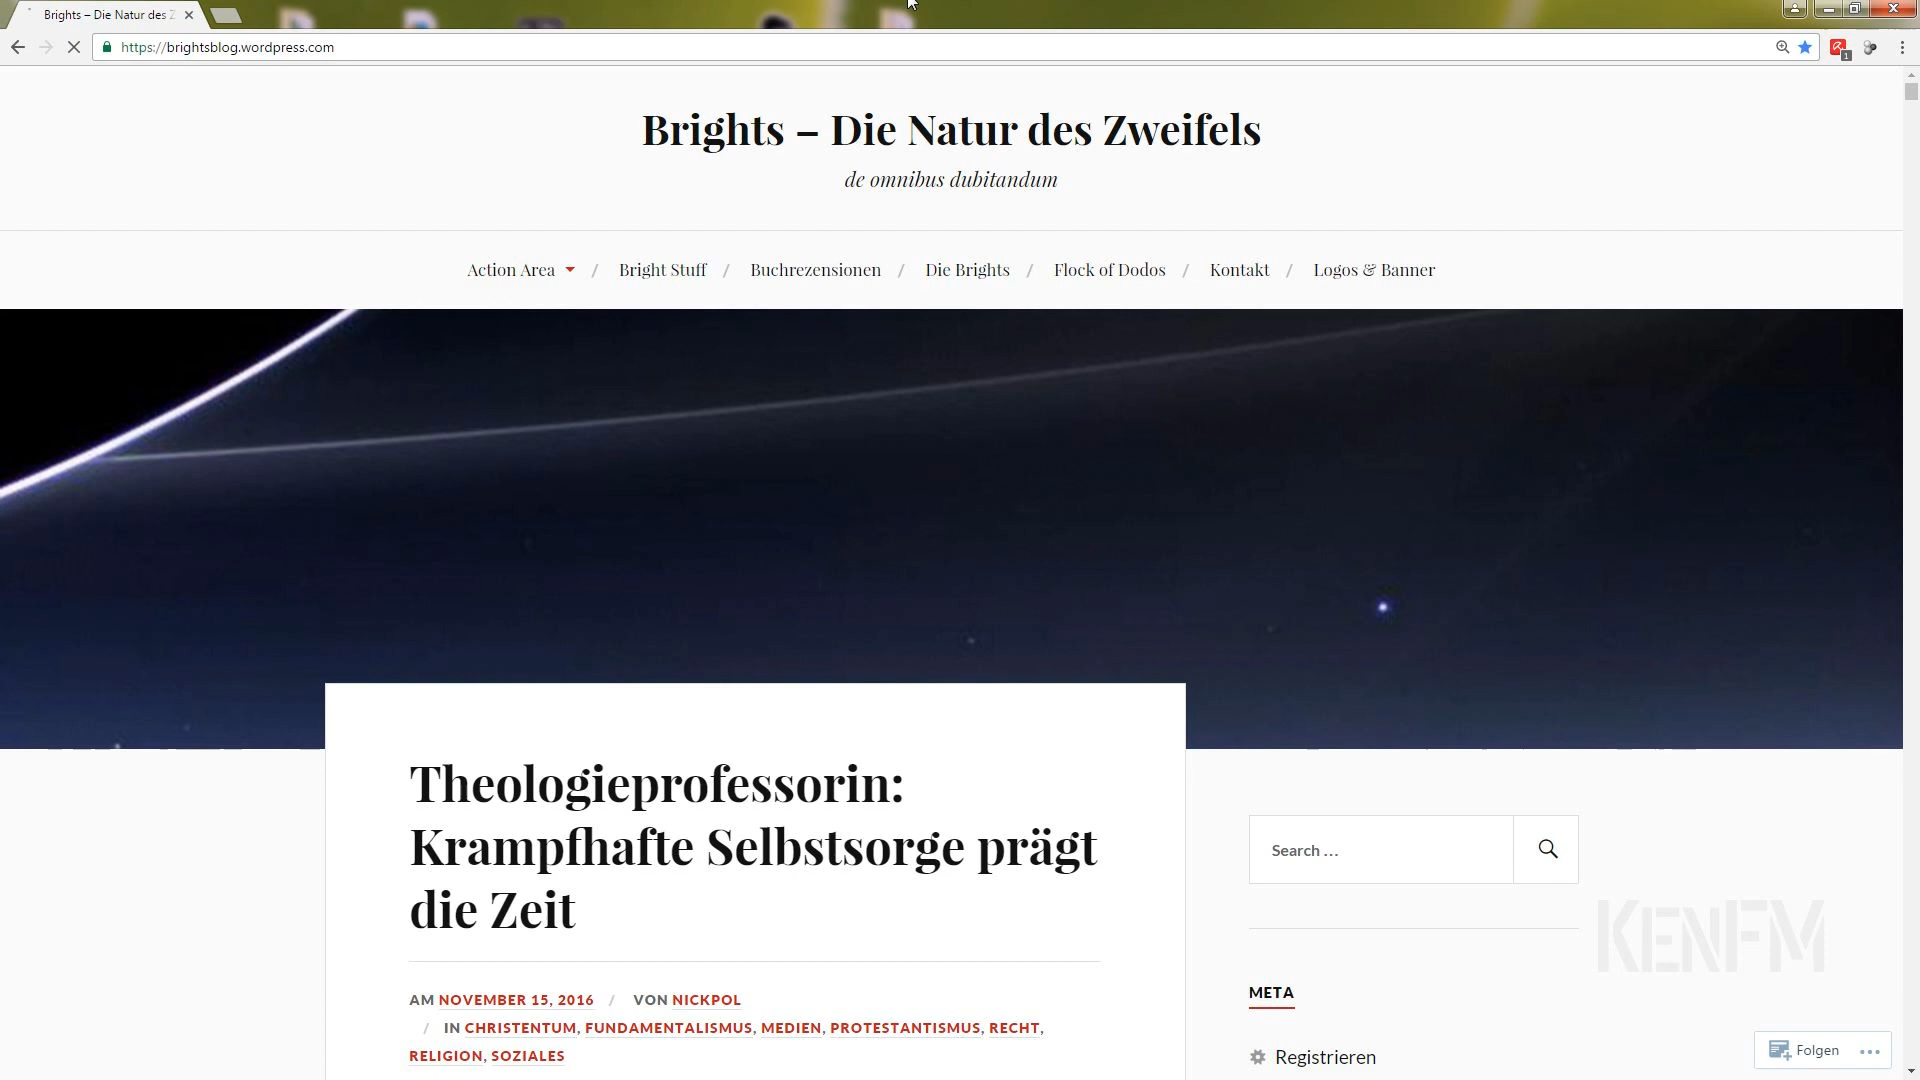 Brights – Die Natur des Z
https://brightsblog.wordpress.com
1
Brights – Die Natur des Zweifels
de omnibus dubitandum
Action Area / Bright Stuff / Buchrezensionen / Die Brights / Flock of Dodos / Kontakt / Logos & Banner
Theologieprofessorin:
Krampfhafte Selbstsorge prägt
die Zeit
AM NOVEMBER 15, 2016 / VON NICKPOL
/ IN CHRISTENTUM, FUNDAMENTALISMUS, MEDIEN, PROTESTANTISMUS, RECHT,
RELIGION, SOZIALES
Search …
KENFM
META
Registrieren
Folgen